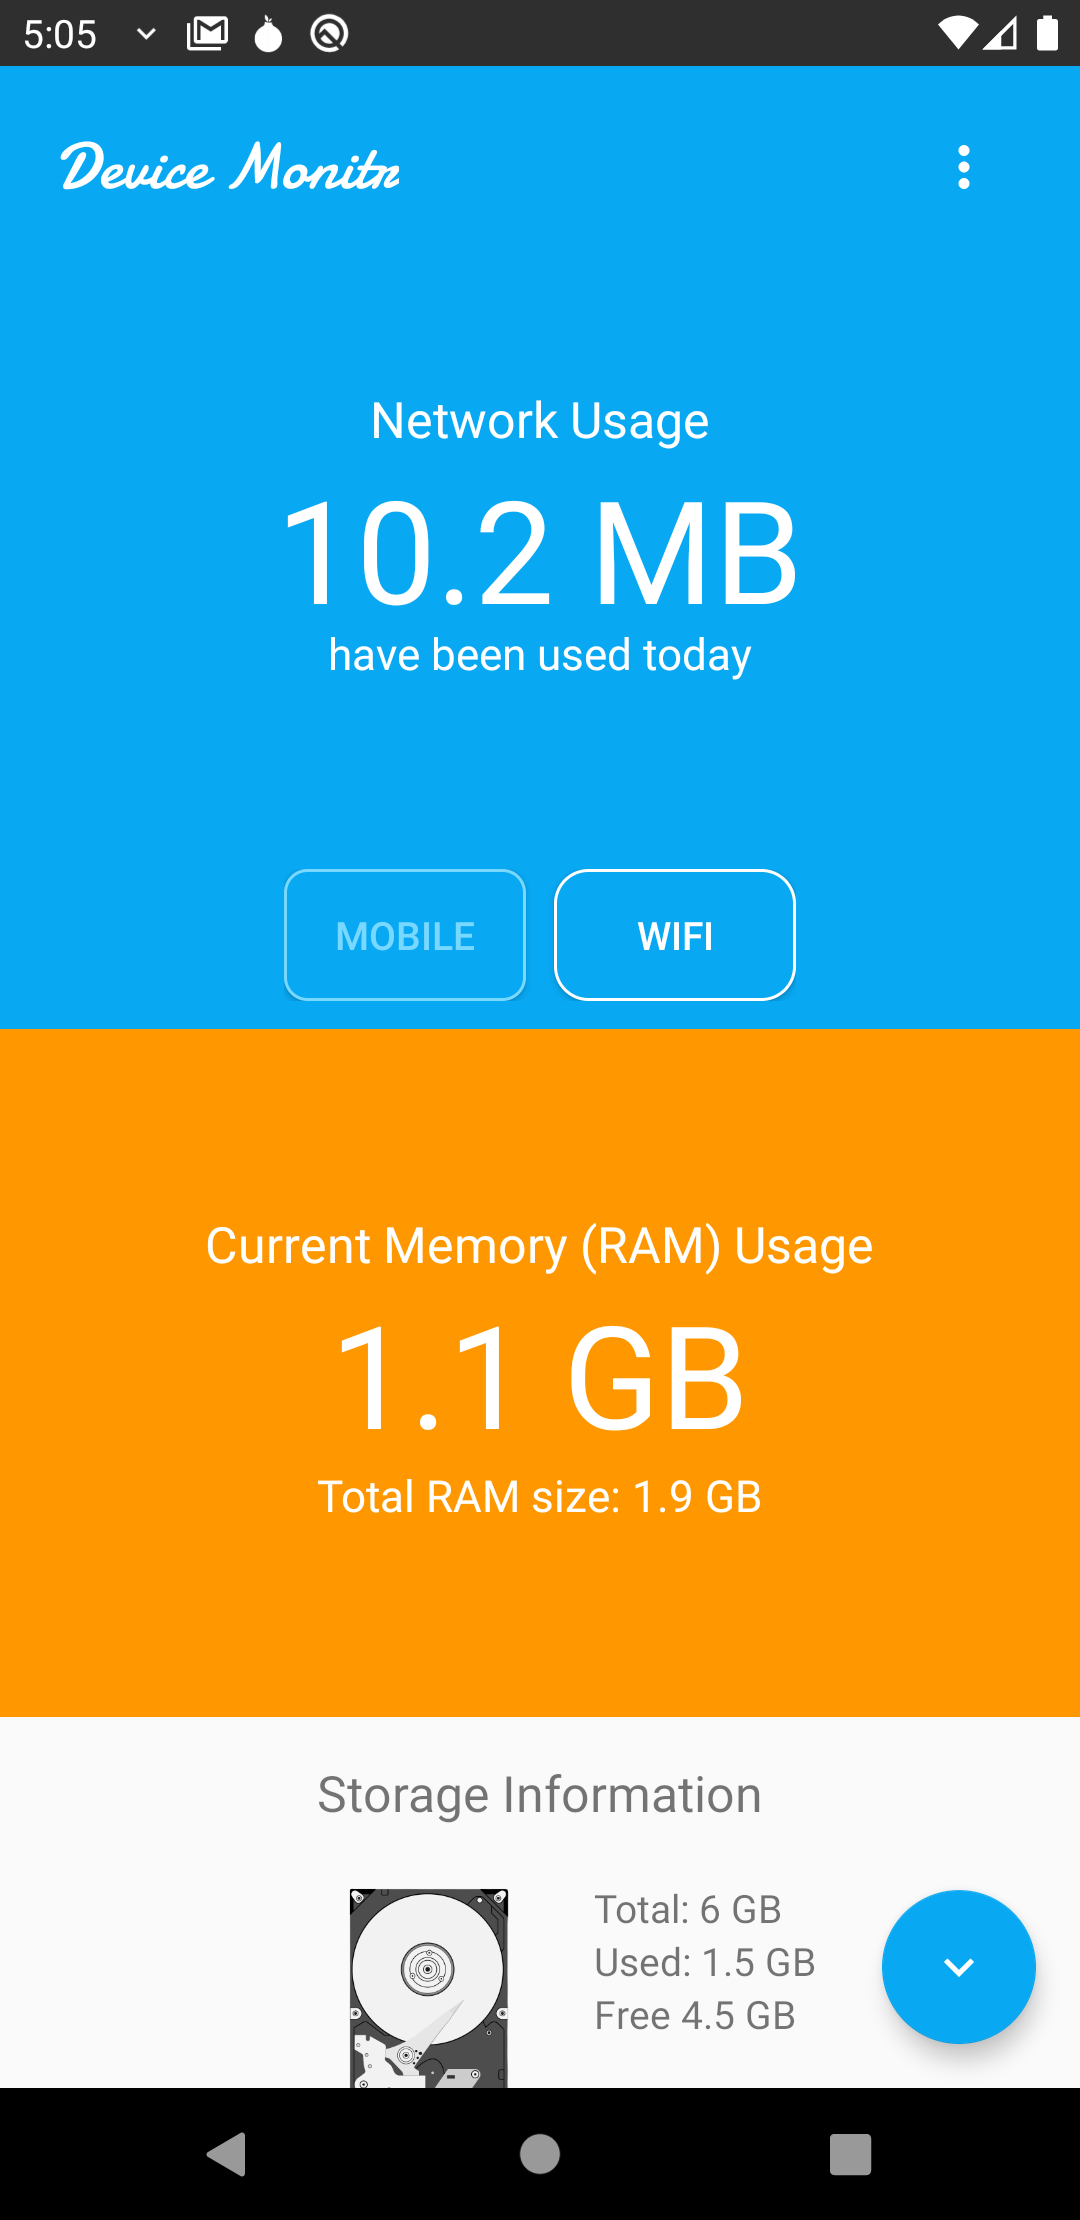 5:05
Device Monitr
Network Usage
10.2 MB
have been used today
MOBILE WIFI
Current Memory (RAM) Usage
1.1 GB
Total RAM size: 1.9 GB
Storage Information
Total: 6 GB
Used: 1.5 GB
Free 4.5 GB